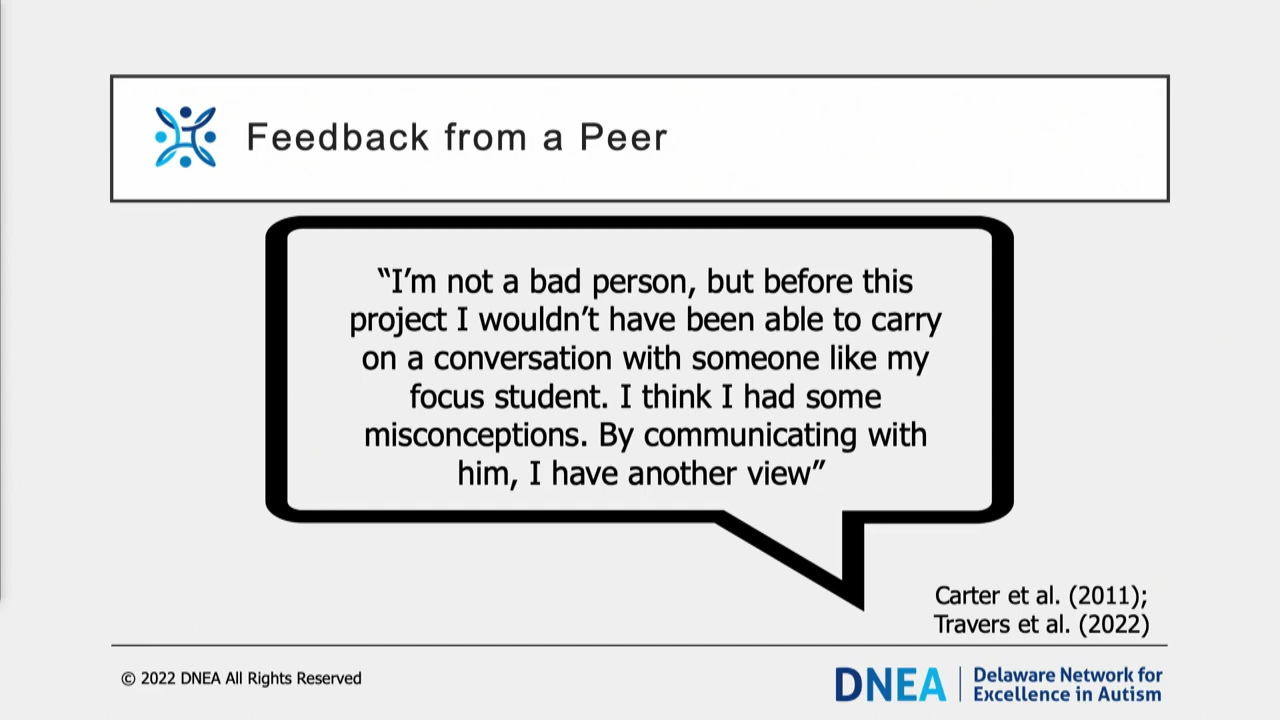 Feedback from a Peer
“I’m not a bad person, but before this
project I wouldn’t have been able to carry
on a conversation with someone like my
focus student. I think I had some
misconceptions. By communicating with
him, I have another view”
Carter et al. (2011);
Travers et al. (2022)
© 2022 DNEA All Rights Reserved
DNEA
Delaware Network for
Excellence in Autism